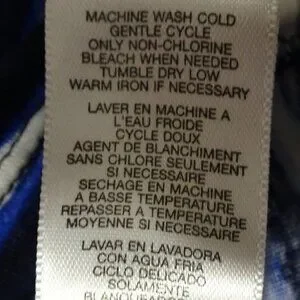 MACHINE WASH COLD
GENTLE CYCLE
ONLY NON-CHLORINE
BLEACH WHEN NEEDED
TUMBLE DRY LOW
WARM IRON IF NECESSARY
LAVER EN MACHINE A
L'EAU FROIDE
CYCLE DOUX
AGENT DE BLANCHIMENT
SANS CHLORE SEULEMENT
SI NECESSAIRE
SECHAGE EN MACHINE
A BASSE TEMPERATURE
REPASSER A TEMPERATURE
MOYENNE SI NECESSAIRE
LAVAR EN LAVADORA
CON AGUA FRIA
CICLO DELICADO
SOLAMENTE